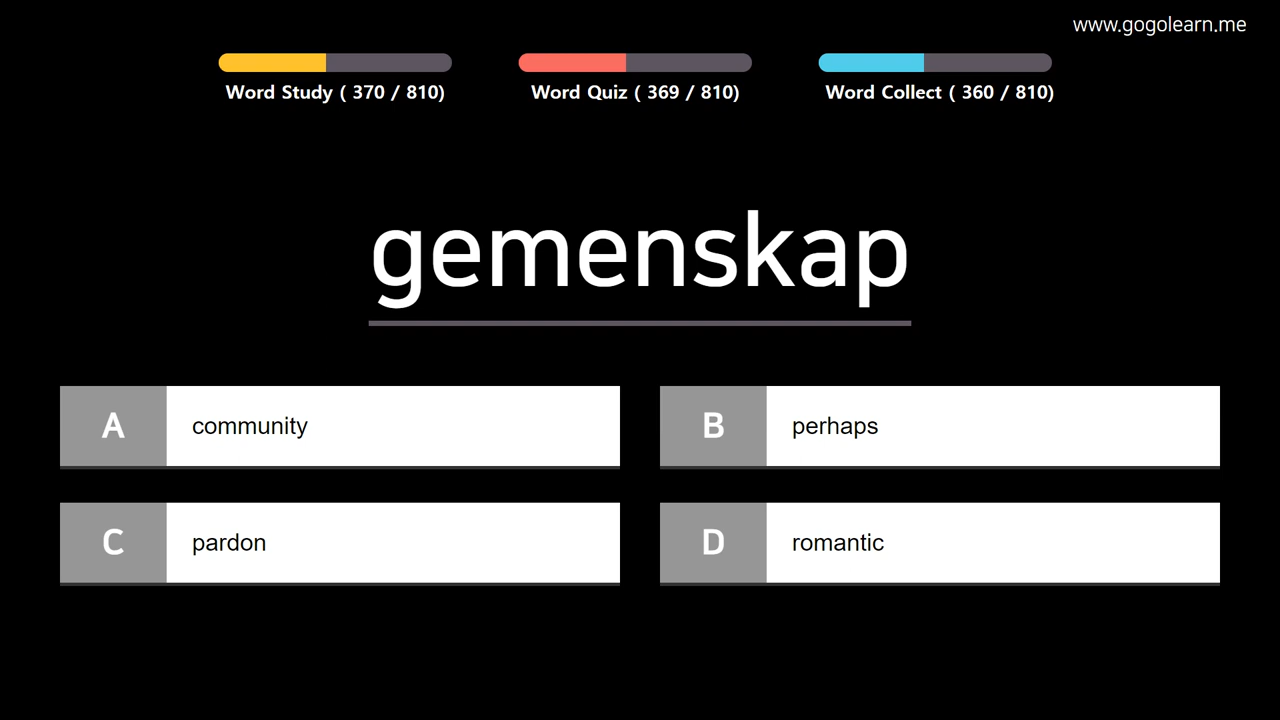 www.gogolearn.me
Word Study ( 370 / 810)
Word Quiz ( 369 / 810)
Word Collect ( 360 / 810)
gemenskap
A community
B perhaps
C pardon
D romantic